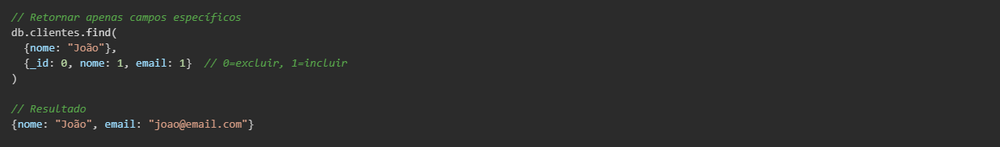 // Retornar apenas campos específicos
db.clientes.find(
  {nome: "João"},
  {_id: 0, nome: 1, email: 1}  // 0=excluir, 1=incluir
)
// Resultado
{nome: "João", email: "joao@email.com"}